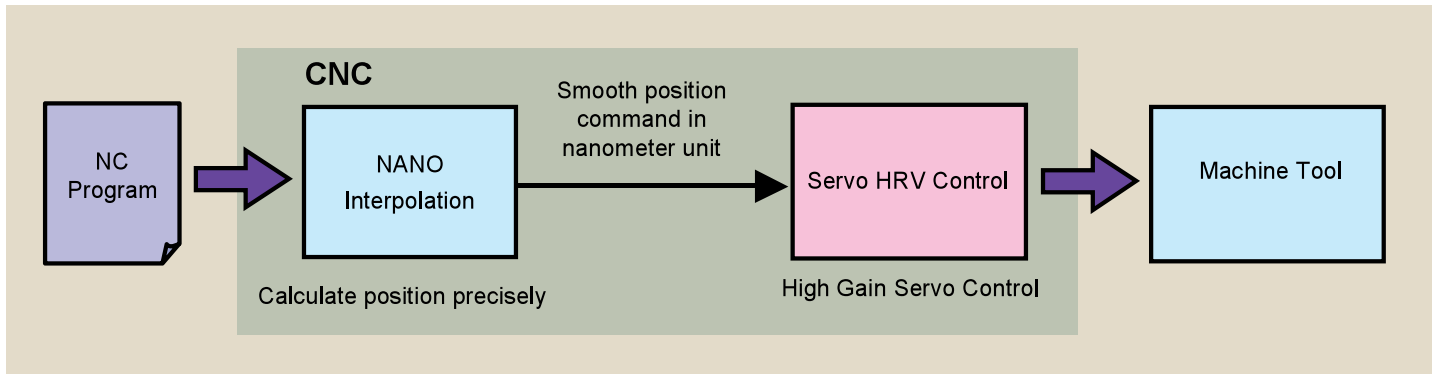 CNC
NC
Program
NANO
Interpolation
Calculate position precisely
Smooth position
command in
nanometer unit
Servo HRV Control
High Gain Servo Control
Machine Tool